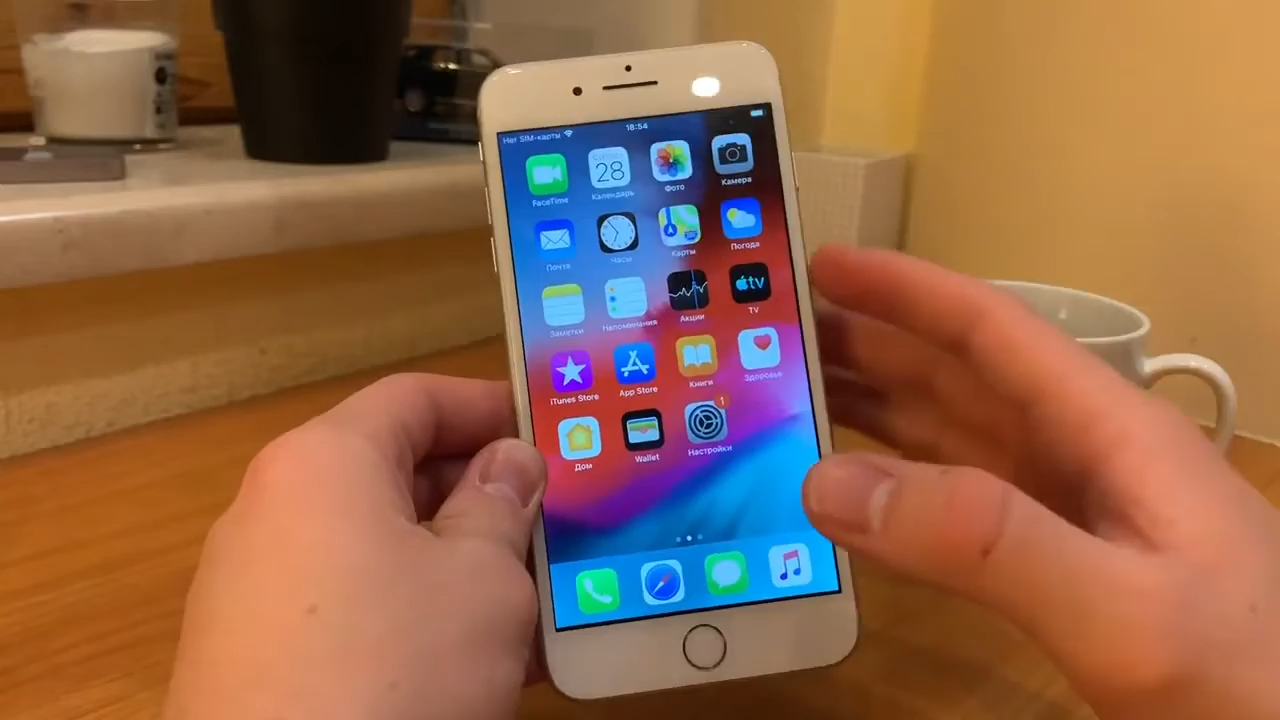 Нет SIM-карты
18:54
FaceTime
28
Календарь
Фото
Камера
Почта
Часы
Карты
Погода
Заметки
Напоминания
Акции
tv
TV
iTunes Store
App Store
Книги
Здоровье
Дом
Wallet
1
Настройки